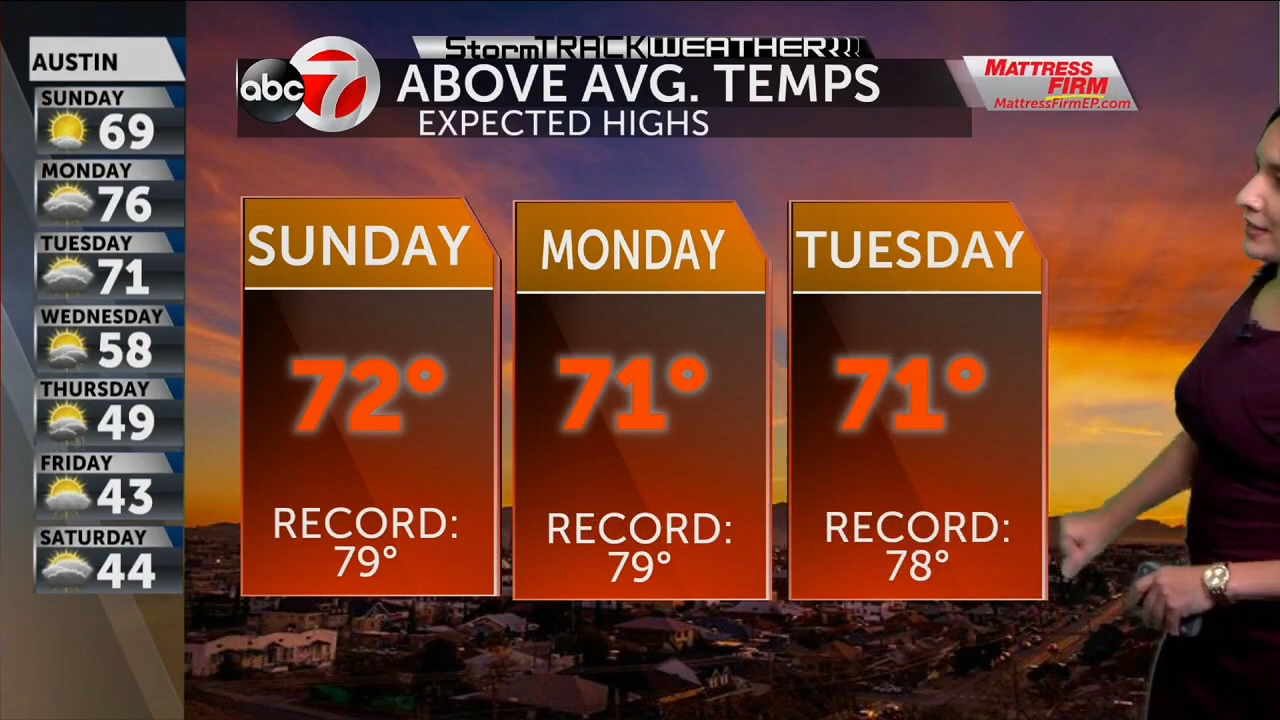 AUSTIN
SUNDAY
69
MONDAY
76
TUESDAY
71
WEDNESDAY
58
THURSDAY
49
FRIDAY
43
SATURDAY
44
StormTRACKWEATHER
abc 7
ABOVE AVG. TEMPS
EXPECTED HIGHS
MATTRESS
FIRM
MattressFirmEP.com
SUNDAY
72°
RECORD:
79°
MONDAY
71°
RECORD:
79°
TUESDAY
71°
RECORD:
78°